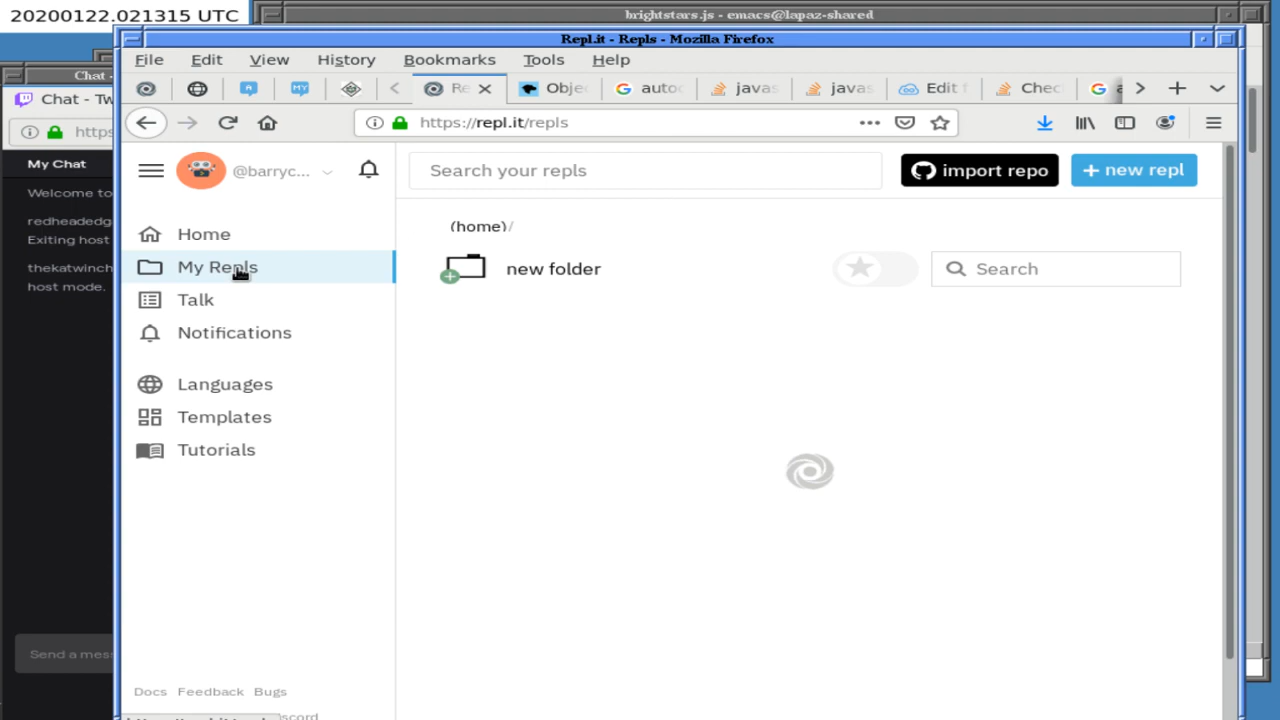 20200122.021315 UTC
brightstars.js - emacs@lapaz-shared
Repl.it - Repls - Mozilla Firefox
File Edit View History Bookmarks Tools Help
Chat -
Chat - Tw
Re
Objec
auto
javas
javas
Edit f
Chec
https
https://repl.it/repls
My Chat
Welcome to
redheadedg
Exiting host
thekatwinch
host mode.
Send a mess
@barryc...
Search your repls
import repo
+ new repl
Home
My Repls
Talk
Notifications
Languages
Templates
Tutorials
(home)/
new folder
Search
Docs Feedback Bugs
scord